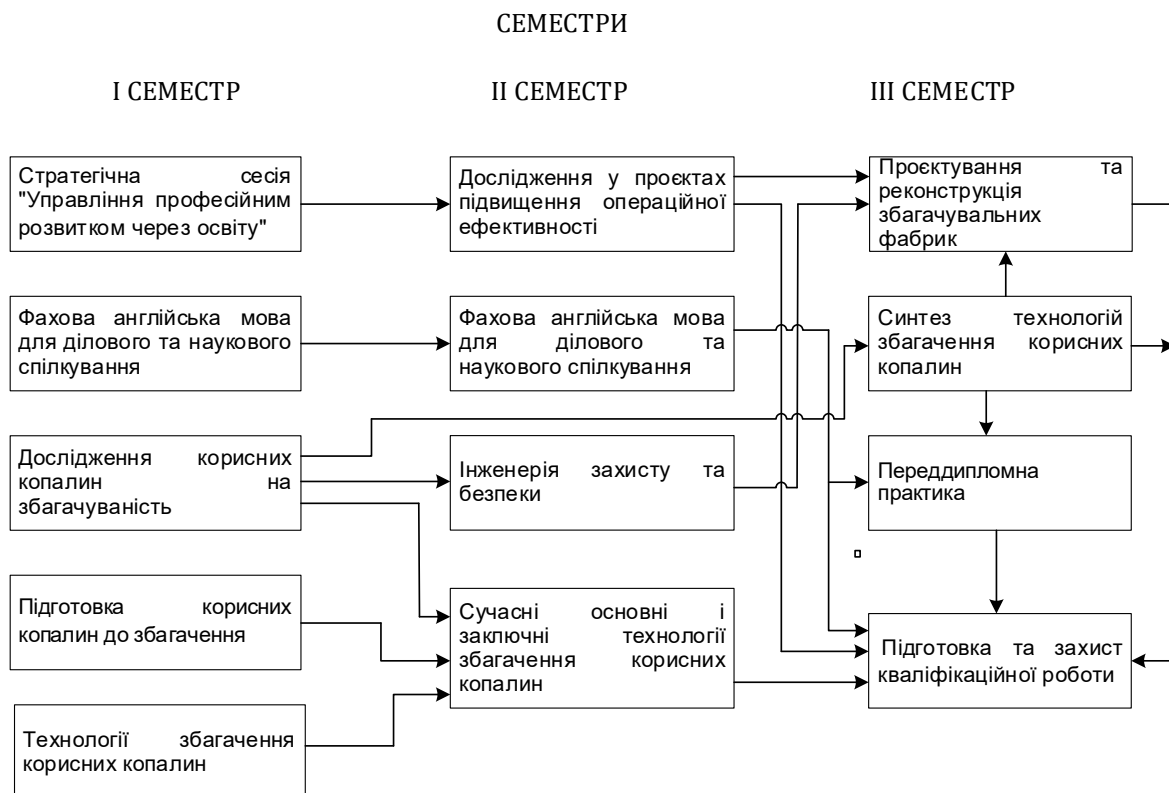 СЕМЕСТРИ
І СЕМЕСТР
ІІ СЕМЕСТР
ІІІ СЕМЕСТР
Стратегічна сесія
"Управління професійним
розвитком через освіту"
Дослідження у проєктах
підвищення операційної
ефективності
Проєктування та
реконструкція
збагачувальних
фабрик
Фахова англійська мова
для ділового та наукового
спілкування
Фахова англійська мова
для ділового та
наукового спілкування
Синтез технологій
збагачення корисних
копалин
Дослідження корисних
копалин на
збагачуваність
Інженерія захисту та
безпеки
Переддипломна
практика
Підготовка корисних
копалин до збагачення
Сучасні основні і
заключні технології
збагачення корисних
копалин
Підготовка та захист
кваліфікаційної роботи
Технології збагачення
корисних копалин